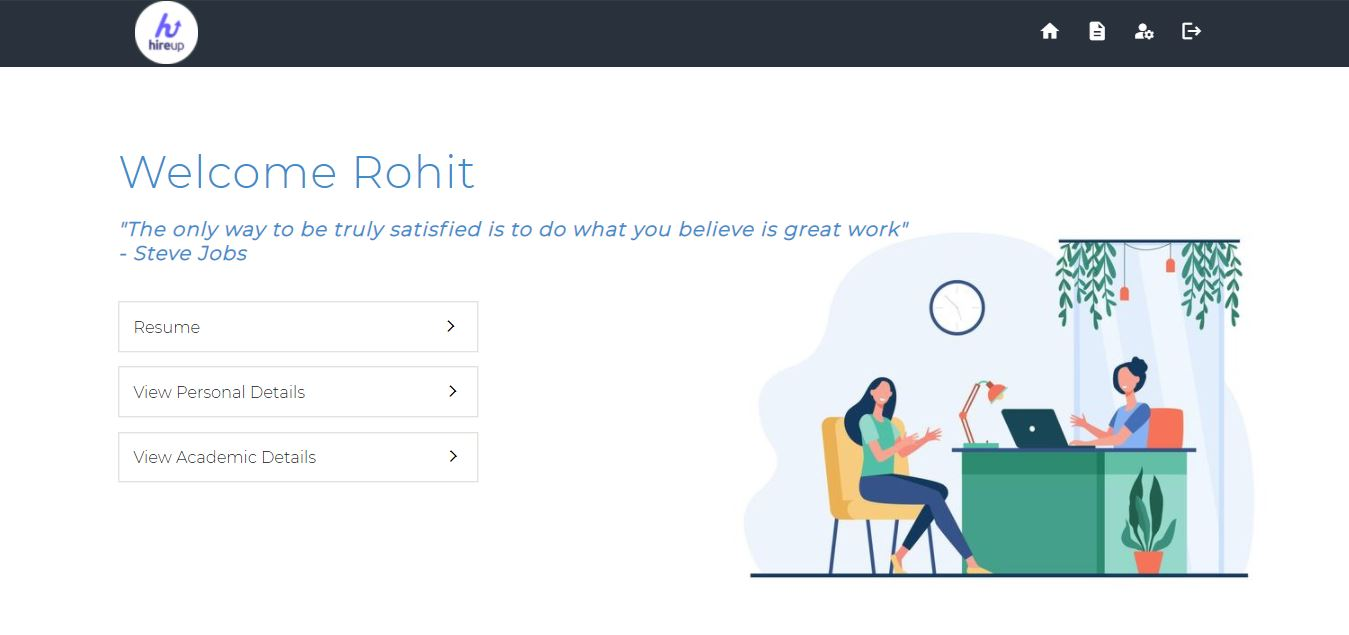 hireup
Welcome Rohit
"The only way to be truly satisfied is to do what you believe is great work"
- Steve Jobs
Resume
View Personal Details
View Academic Details